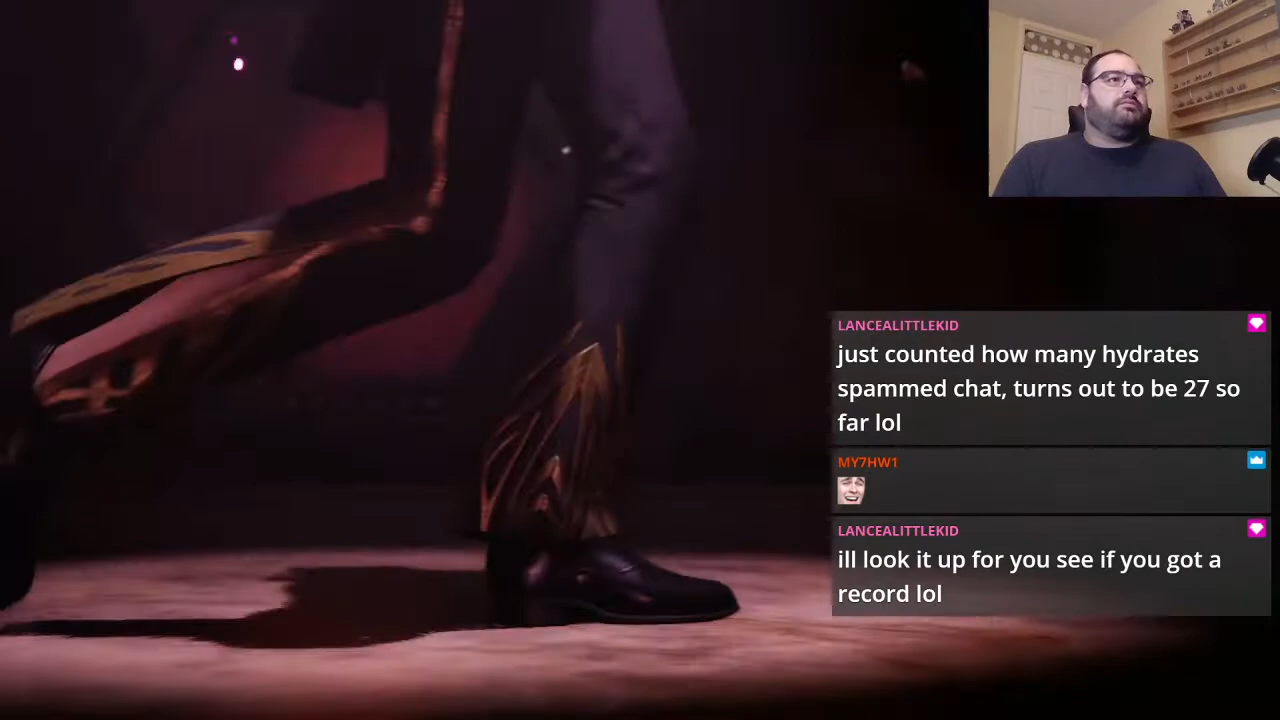 LANCEALITTLEKID
just counted how many hydrates
spammed chat, turns out to be 27 so
far lol
MY7HW1
LANCEALITTLEKID
ill look it up for you see if you got a
record lol